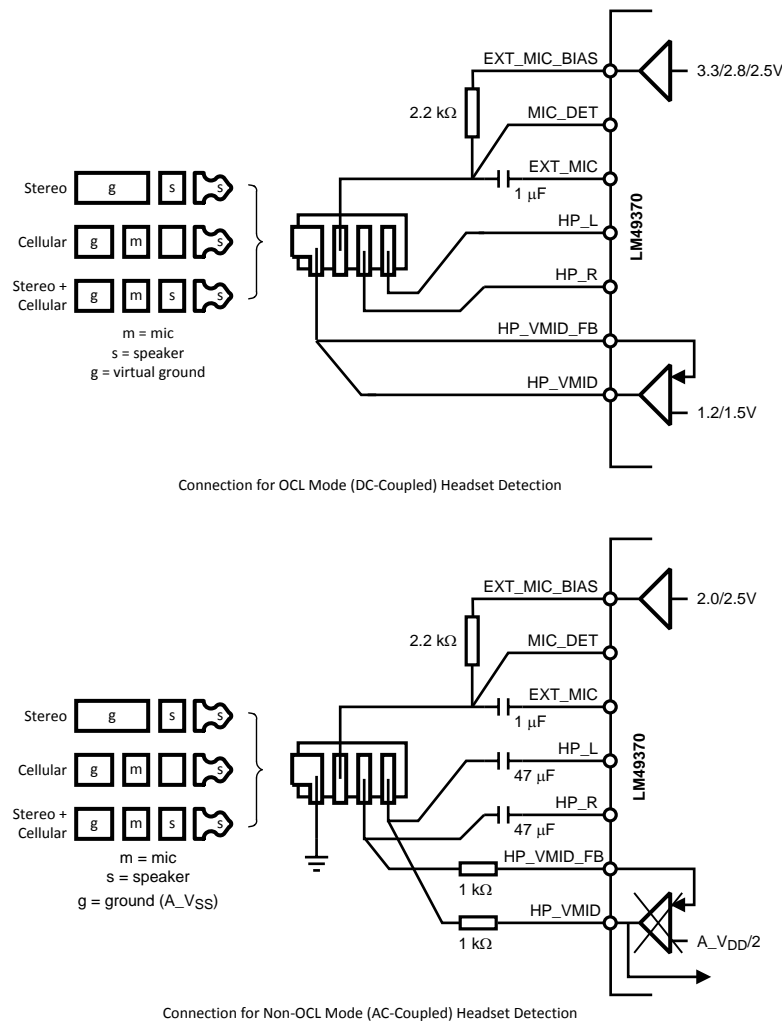 EXT_MIC_BIAS
3.3/2.8/2.5V
2.2 kΩ
MIC_DET
EXT_MIC
1 μF
Stereo
g
s
s
HP_L
LM49370
Cellular
g
m
s
HP_R
Stereo +
Cellular
g
m
s
s
m = mic
s = speaker
g = virtual ground
HP_VMID_FB
HP_VMID
1.2/1.5V
Connection for OCL Mode (DC-Coupled) Headset Detection
EXT_MIC_BIAS
2.0/2.5V
2.2 kΩ
MIC_DET
EXT_MIC
1 μF
Stereo
g
s
s
HP_L
47 μF
LM49370
Cellular
g
m
s
HP_R
47 μF
Stereo +
Cellular
g
m
s
s
m = mic
s = speaker
g = ground (A_VSS)
HP_VMID_FB
1 kΩ
HP_VMID
1 kΩ
A_VDD/2
Connection for Non-OCL Mode (AC-Coupled) Headset Detection